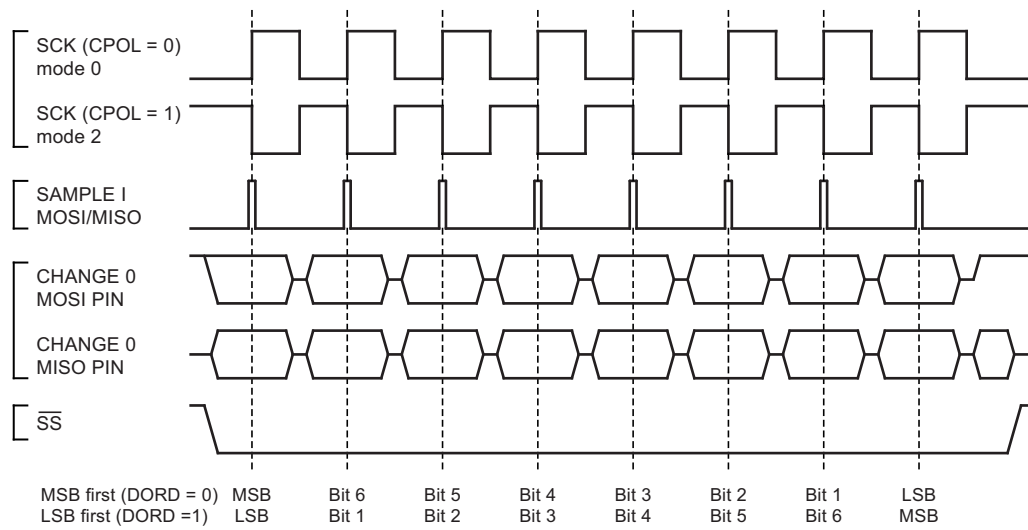 SCK (CPOL = 0)
mode 0
SCK (CPOL = 1)
mode 2
SAMPLE I
MOSI/MISO
CHANGE 0
MOSI PIN
CHANGE 0
MISO PIN
SS
MSB first (DORD = 0) MSB Bit 6 Bit 5 Bit 4 Bit 3 Bit 2 Bit 1 LSB
LSB first (DORD =1) LSB Bit 1 Bit 2 Bit 3 Bit 4 Bit 5 Bit 6 MSB